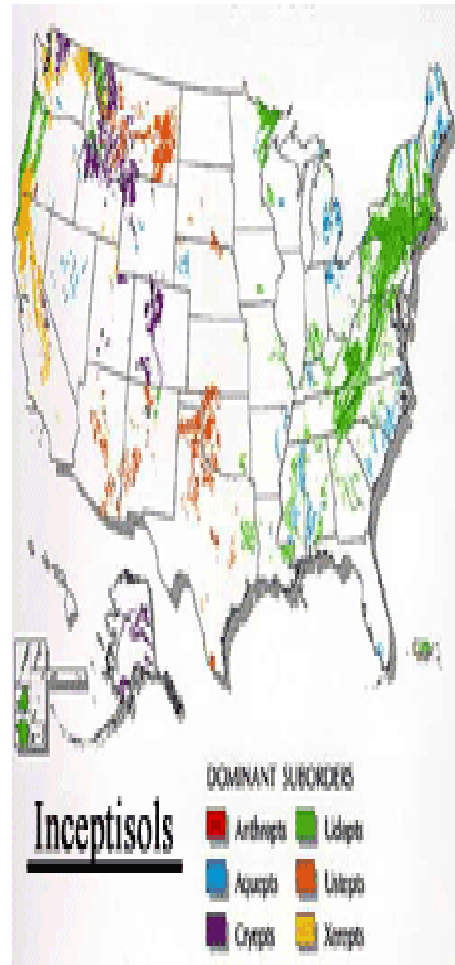 DOMINANT SUBORDERS
Inceptisols
Anthrepts Udepts
Aquepts Ustepts
Cryepts Xerepts